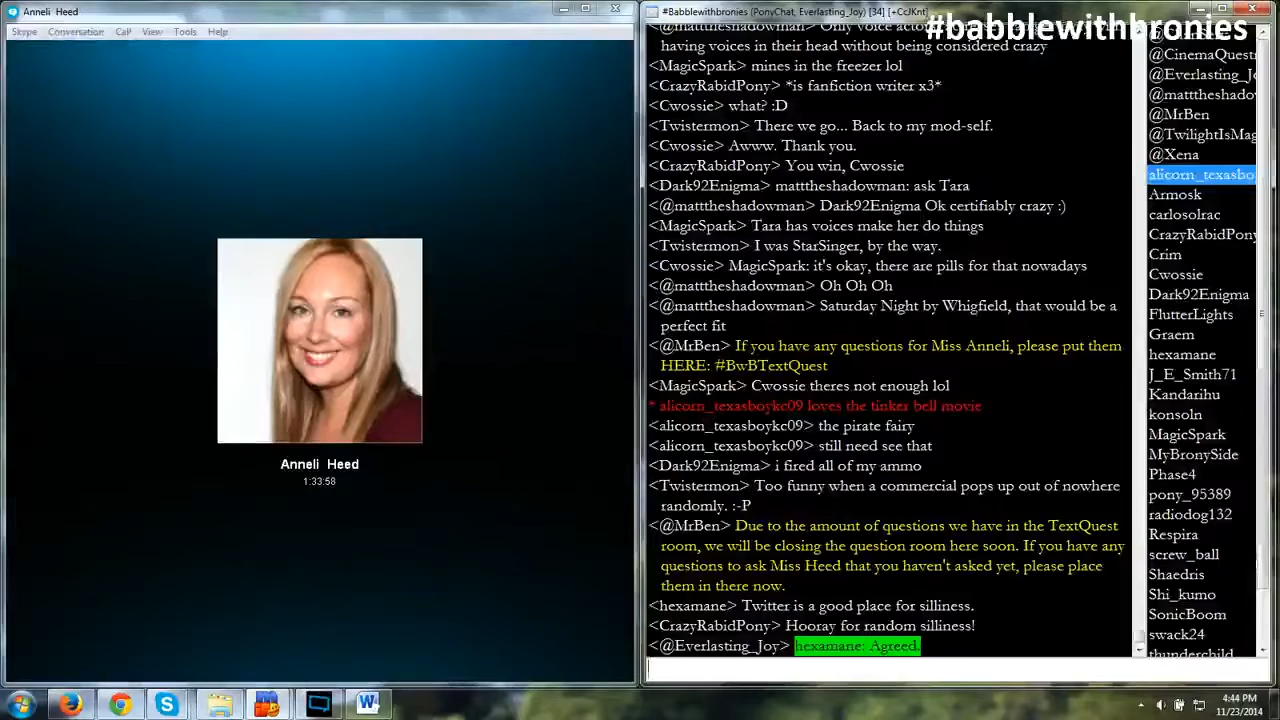 Anneli Heed
Skype Conversation Call View Tools Help
Anneli Heed
1:33:58
#Babblewithbronies (PonyChat, Everlasting_Joy) [34] [+CcJKnt]
#babblewithbronies
having voices in their head without being considered crazy
<MagicSpark> mines in the freezer lol
<CrazyRabidPony> *is fanfiction writer x3*
<Cwossie> what? :D
<Twistermon> There we go... Back to my mod-self.
<Cwossie> Awww. Thank you.
<CrazyRabidPony> You win, Cwossie
<Dark92Enigma> matttheshadowman: ask Tara
<@matttheshadowman> Dark92Enigma Ok certifiably crazy :)
<MagicSpark> Tara has voices make her do things
<Twistermon> I was StarSinger, by the way.
<Cwossie> MagicSpark: it's okay, there are pills for that nowadays
<@matttheshadowman> Oh Oh Oh
<@matttheshadowman> Saturday Night by Whigfield, that would be a
perfect fit
<@MrBen> If you have any questions for Miss Anneli, please put them
HERE: #BwBTextQuest
<MagicSpark> Cwossie theres not enough lol
* alicorn_texasboykc09 loves the tinker bell movie
<alicorn_texasboykc09> the pirate fairy
<alicorn_texasboykc09> still need see that
<Dark92Enigma> i fired all of my ammo
<Twistermon> Too funny when a commercial pops up out of nowhere
randomly. :-P
<@MrBen> Due to the amount of questions we have in the TextQuest
room, we will be closing the question room here soon. If you have any
questions to ask Miss Heed that you haven't asked yet, please place
them in there now.
<hexamane> Twitter is a good place for silliness.
<CrazyRabidPony> Hooray for random silliness!
<@Everlasting_Joy> hexamane: Agreed.
@CinemaQuest
@Everlasting_Jo
@matttheshadow
@MrBen
@TwilightIsMag
@Xena
alicorn_texasbo
Armosk
carlosolrac
CrazyRabidPony
Crim
Cwossie
Dark92Enigma
FlutterLights
Graem
hexamane
J_E_Smith71
Kandarihu
konsoln
MagicSpark
MyBronySide
Phase4
pony_95389
radiodog132
Respira
screw_ball
Shaedris
Shi_kumo
SonicBoom
swack24
thunderchild
4:44 PM
11/23/2014